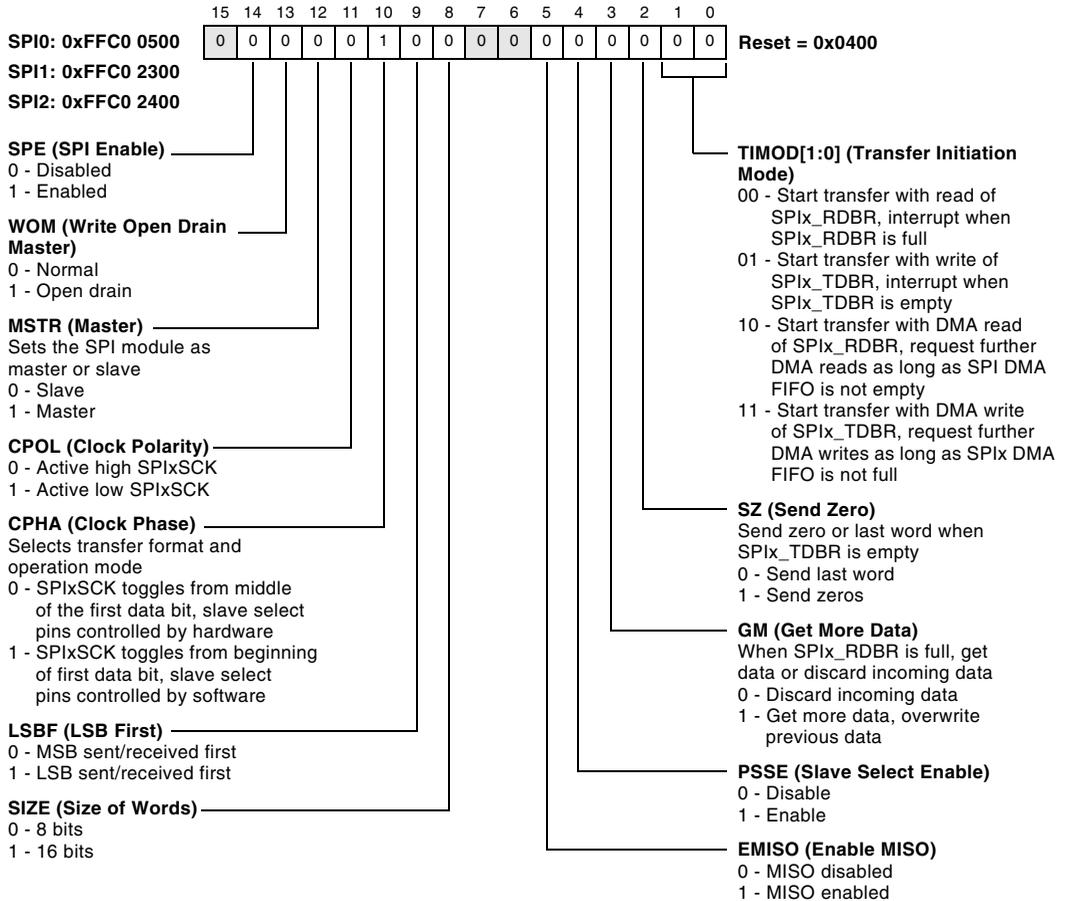 15 14 13 12 11 10 9 8 7 6 5 4 3 2 1 0
SPI0: 0xFFC0 0500
0 0 0 0 0 1 0 0 0 0 0 0 0 0 0 0
Reset = 0x0400
SPI1: 0xFFC0 2300
SPI2: 0xFFC0 2400
SPE (SPI Enable)
0 - Disabled
1 - Enabled
WOM (Write Open Drain
Master)
0 - Normal
1 - Open drain
MSTR (Master)
Sets the SPI module as
master or slave
0 - Slave
1 - Master
CPOL (Clock Polarity)
0 - Active high SPIxSCK
1 - Active low SPIxSCK
CPHA (Clock Phase)
Selects transfer format and
operation mode
0 - SPIxSCK toggles from middle
of the first data bit, slave select
pins controlled by hardware
1 - SPIxSCK toggles from beginning
of first data bit, slave select
pins controlled by software
LSBF (LSB First)
0 - MSB sent/received first
1 - LSB sent/received first
SIZE (Size of Words)
0 - 8 bits
1 - 16 bits
TIMOD[1:0] (Transfer Initiation
Mode)
00 - Start transfer with read of
SPIx_RDBR, interrupt when
SPIx_RDBR is full
01 - Start transfer with write of
SPIx_TDBR, interrupt when
SPIx_TDBR is empty
10 - Start transfer with DMA read
of SPIx_RDBR, request further
DMA reads as long as SPI DMA
FIFO is not empty
11 - Start transfer with DMA write
of SPIx_TDBR, request further
DMA writes as long as SPIx DMA
FIFO is not full
SZ (Send Zero)
Send zero or last word when
SPIx_TDBR is empty
0 - Send last word
1 - Send zeros
GM (Get More Data)
When SPIx_RDBR is full, get
data or discard incoming data
0 - Discard incoming data
1 - Get more data, overwrite
previous data
PSSE (Slave Select Enable)
0 - Disable
1 - Enable
EMISO (Enable MISO)
0 - MISO disabled
1 - MISO enabled